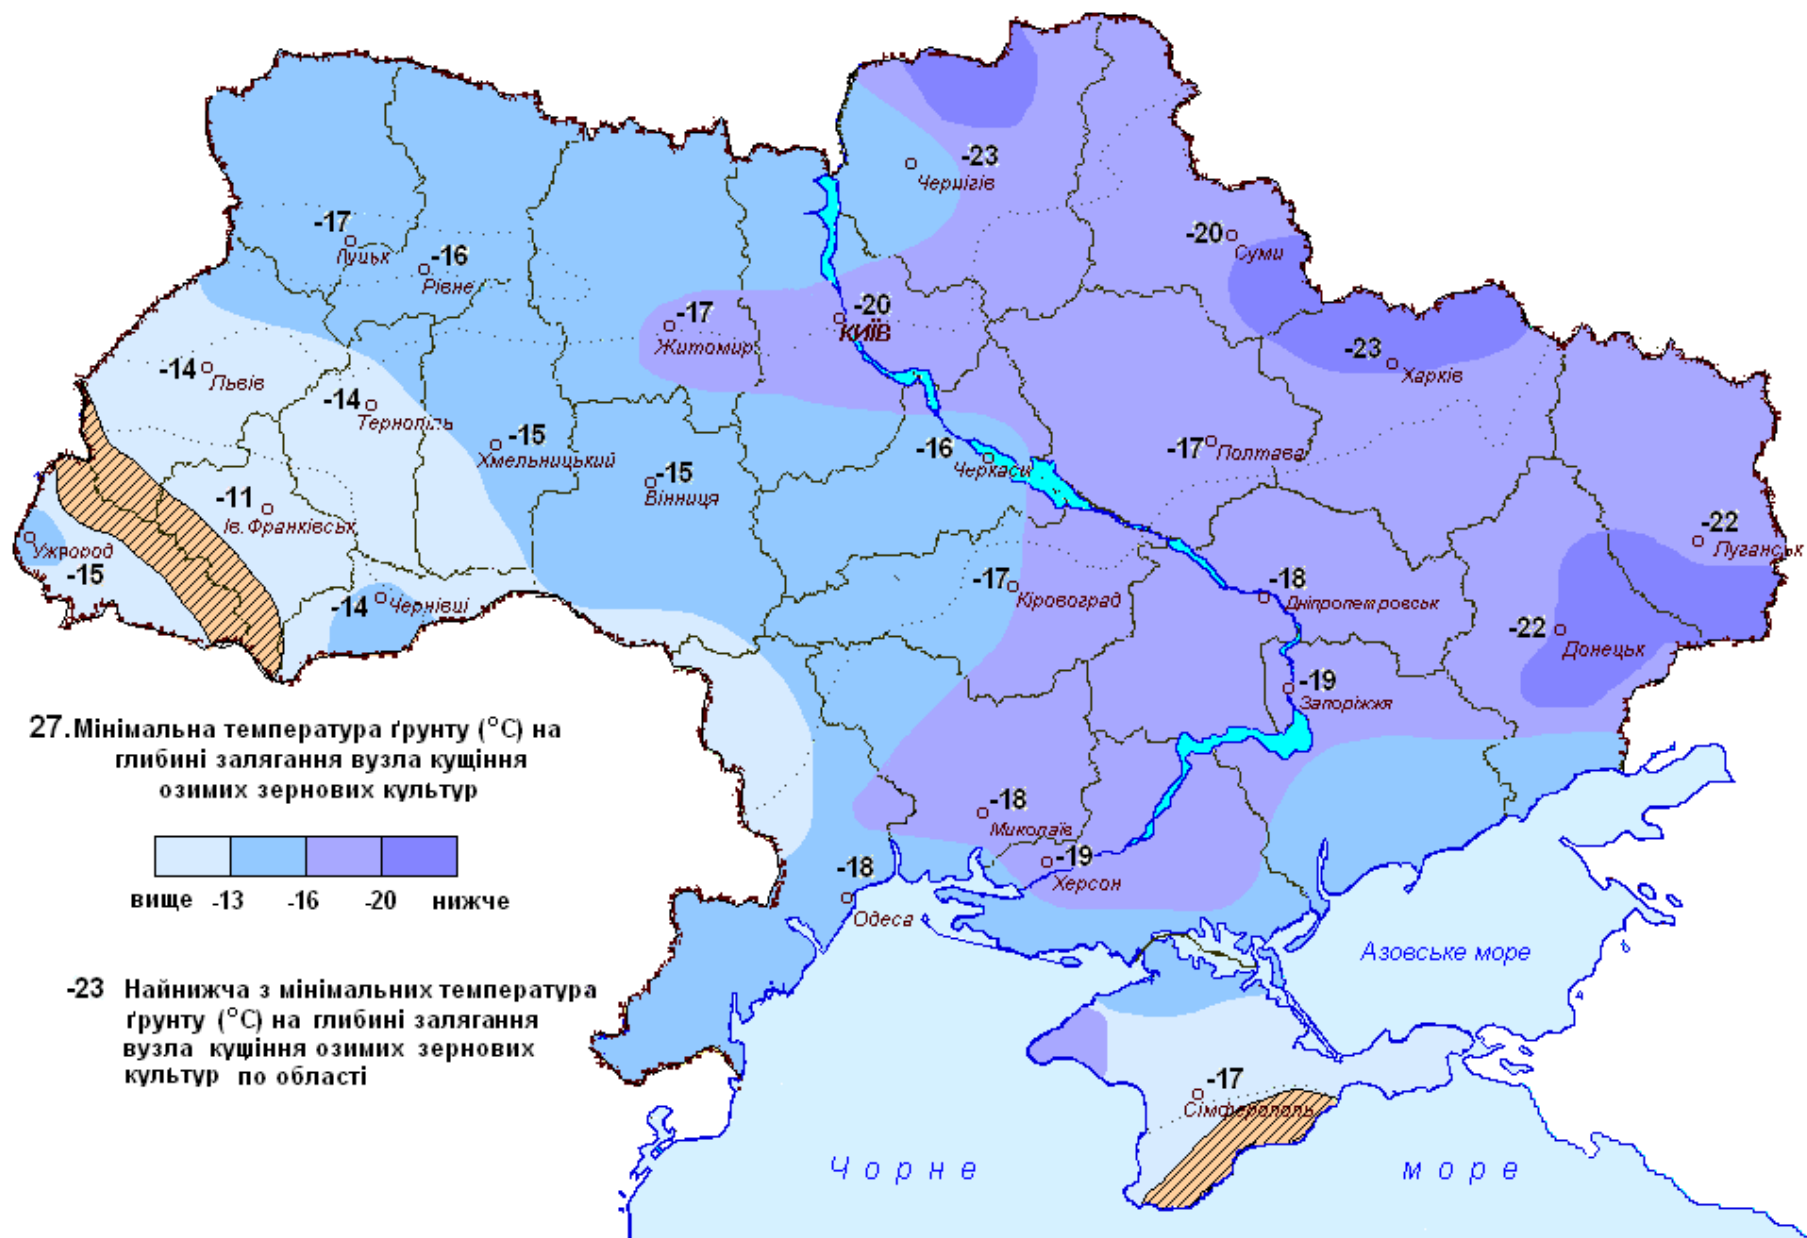 -23
Чернігів
-20
Суми
-17
Луцьк
-16
Рівне
-17
Житомир
-20
КИЇВ
-23
Харків
-14
Львів
-14
Тернопіль
-15
Хмельницький
-15
Вінниця
-16
Черкаси
-17
Полтава
-11
Ів. Франківськ
-22
Луганськ
Ужгород
-15
-14
Чернівці
-17
Кіровоград
-18
Дніпропетровськ
-22
Донецьк
-19
Запоріжжя
27. Мінімальна температура ґрунту (°С) на
глибині залягання вузла кущіння
озимих зернових культур
вище -13 -16 -20 нижче
-18
Миколаїв
-19
Херсон
-18
Одеса
Азовське море
-23 Найнижча з мінімальних температура
ґрунту (°С) на глибині залягання
вузла кущіння озимих зернових
культур по області
-17
Сімферополь
Чорне море